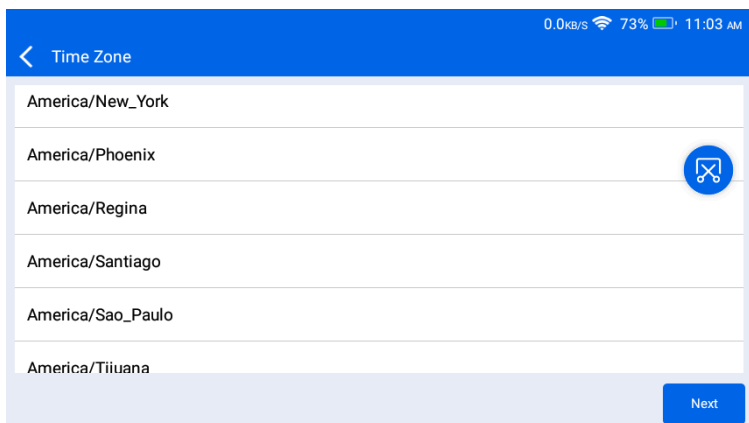 0.0KB/S 73% 11:03 AM
Time Zone
America/New_York
America/Phoenix
America/Regina
America/Santiago
America/Sao_Paulo
America/Tijuana
Next